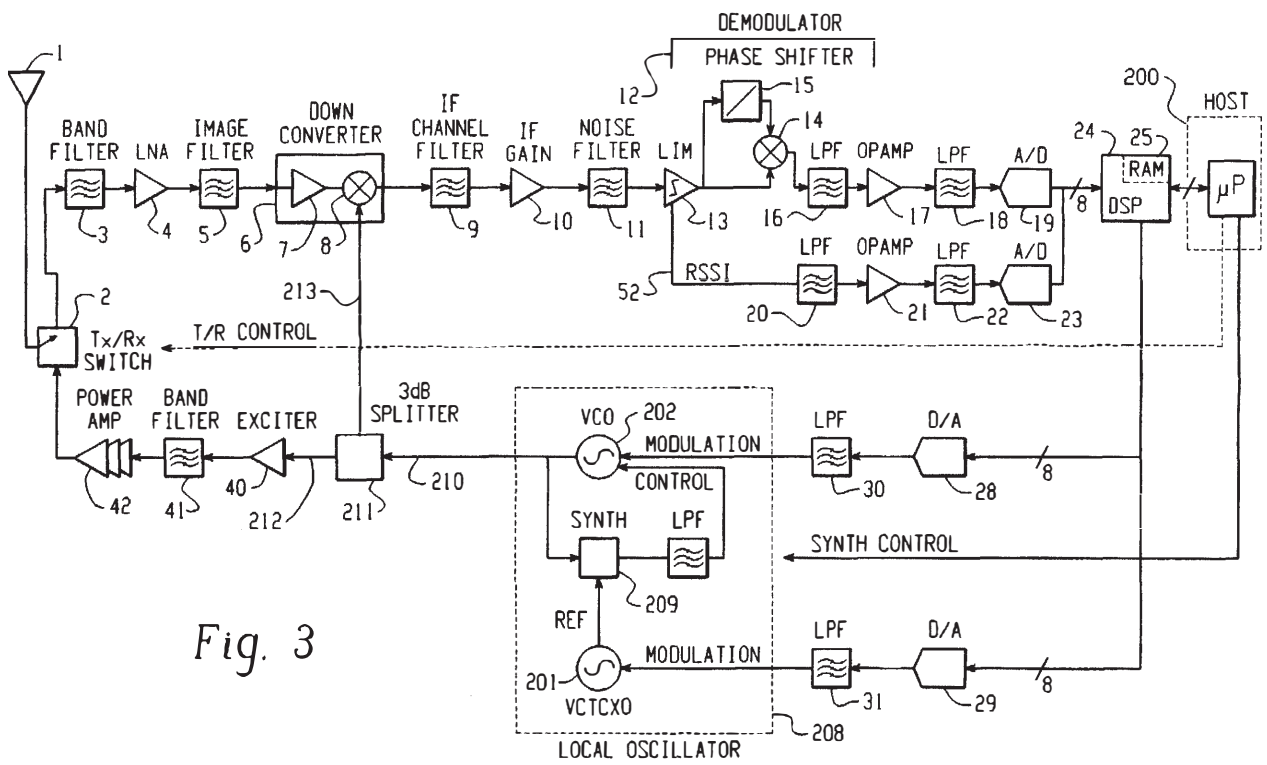 DEMODULATOR
PHASE SHIFTER
1
12
15
14
200
HOST
BAND
FILTER
LNA
IMAGE
FILTER
DOWN
CONVERTER
IF
CHANNEL
FILTER
IF
GAIN
NOISE
FILTER
LIM
LPF
OPAMP
LPF
A/D
24
25
RAM
DSP
μP
8
3
4
5
6
7
8
9
10
11
13
16
17
18
19
LPF
OPAMP
LPF
A/D
RSSI
52
20
21
22
23
213
2
Tx/Rx
SWITCH
T/R CONTROL
POWER
AMP
BAND
FILTER
EXCITER
3dB
SPLITTER
VCO
202
MODULATION
LPF
D/A
8
CONTROL
42
41
40
212
211
210
30
28
SYNTH
LPF
SYNTH CONTROL
209
REF
Fig. 3
LPF
D/A
MODULATION
8
201
VCTCXO
31
29
208
LOCAL OSCILLATOR